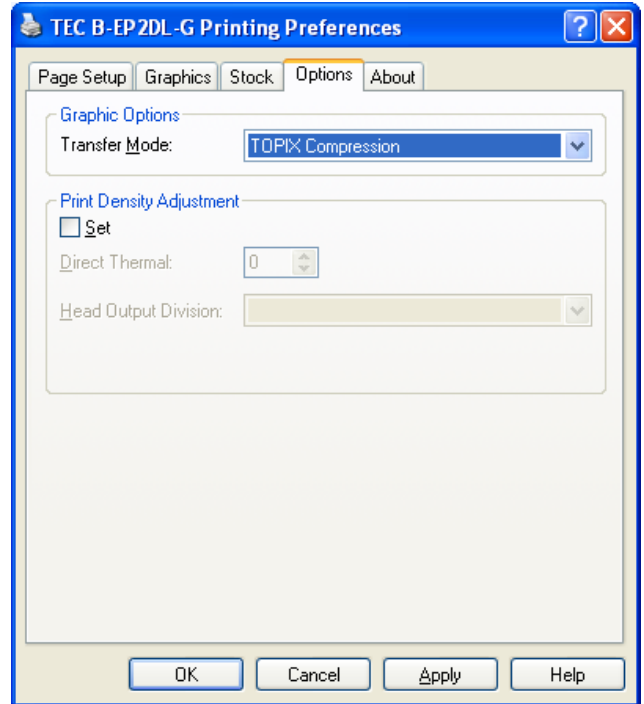 TEC B-EP2DL-G Printing Preferences
Page Setup Graphics Stock Options About
Graphic Options
Transfer Mode: TOPIX Compression
Print Density Adjustment
Set
Direct Thermal: 0
Head Output Division:
OK Cancel Apply Help